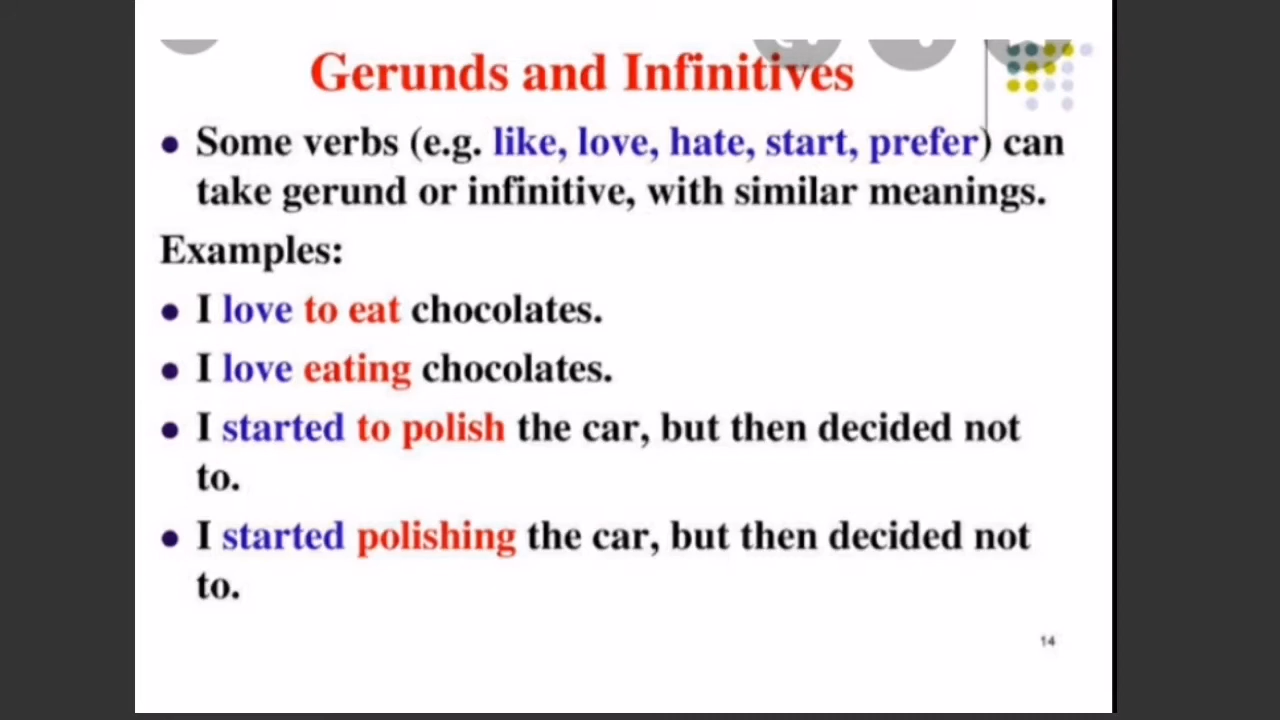 Gerunds and Infinitives
• Some verbs (e.g. like, love, hate, start, prefer) can
take gerund or infinitive, with similar meanings.
Examples:
• I love to eat chocolates.
• I love eating chocolates.
• I started to polish the car, but then decided not
to.
• I started polishing the car, but then decided not
to.
14